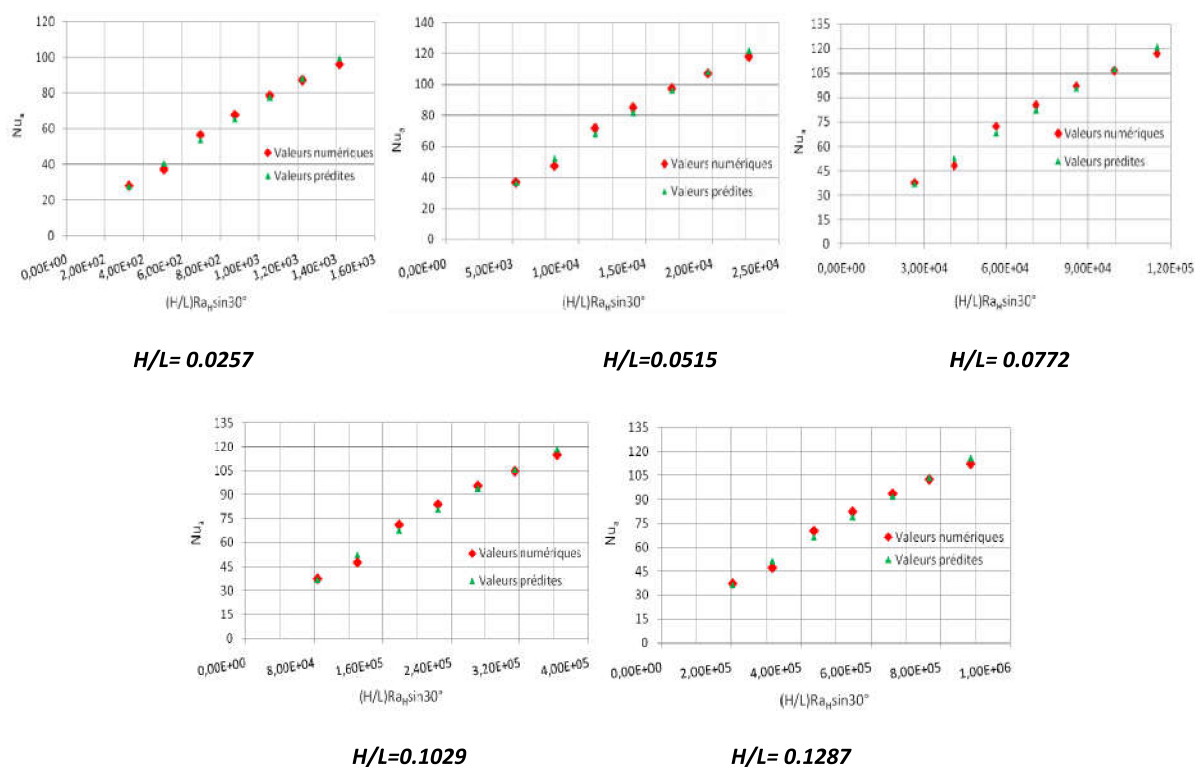 120
100
80
60
40
20
0
Nuₐ
Valeurs numériques
Valeurs prédites
0,00E+00 2,00E+02 4,00E+02 6,00E+02 8,00E+02 1,00E+03 1,20E+03 1,40E+03 1,60E+03
(H/L)Ra_Hsin30°
140
120
100
80
60
40
20
0
Nuₐ
Valeurs numériques
Valeurs prédites
0,00E+00 5,00E+03 1,00E+04 1,50E+04 2,00E+04 2,50E+04
(H/L)Ra_Hsin30°
135
120
105
90
75
60
45
30
15
0
Nuₐ
Valeurs numériques
Valeurs prédites
0,00E+00 3,00E+04 6,00E+04 9,00E+04 1,20E+05
(H/L)Ra_Hsin30°
H/L= 0.0257
H/L=0.0515
H/L= 0.0772
135
120
105
90
75
60
45
30
15
0
Nuₐ
Valeurs numériques
Valeurs prédites
0,00E+00 8,00E+04 1,60E+05 2,40E+05 3,20E+05 4,00E+05
(H/L)Ra_Hsin30°
135
120
105
90
75
60
45
30
15
0
Nuₐ
Valeurs numériques
Valeurs prédites
0,00E+00 2,00E+05 4,00E+05 6,00E+05 8,00E+05 1,00E+06
(H/L)Ra_Hsin30°
H/L=0.1029
H/L= 0.1287